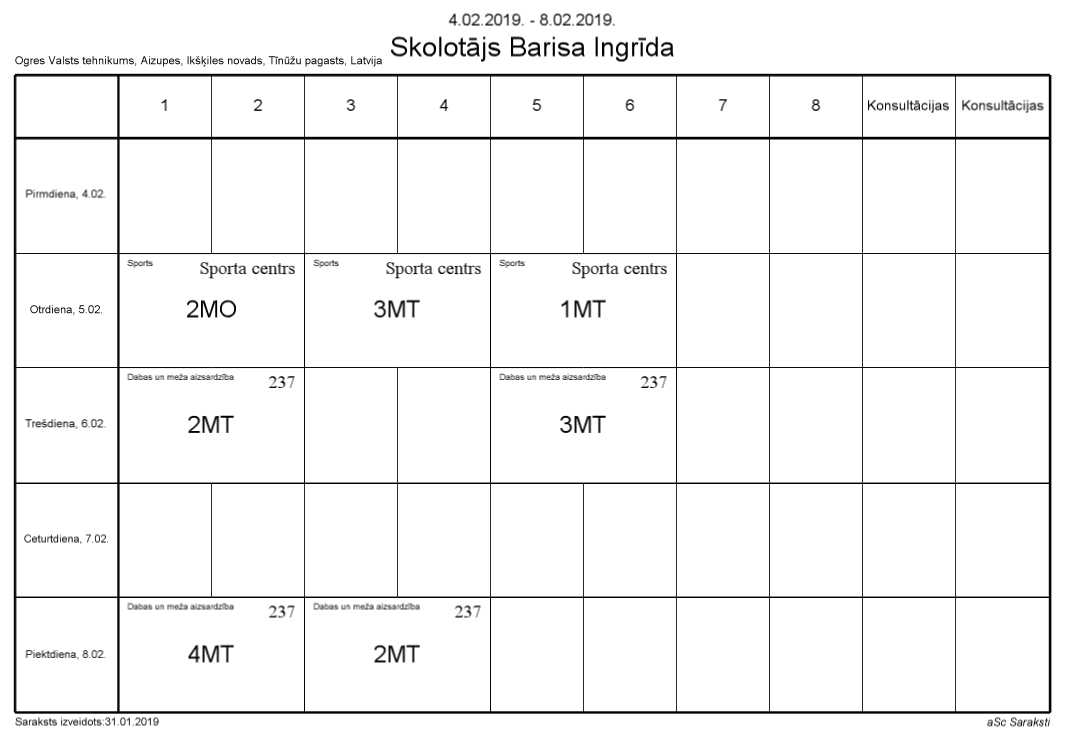 4.02.2019. - 8.02.2019.
Skolotājs Barisa Ingrīda
Ogres Valsts tehnikums, Aizupes, Ikšķiles novads, Tīnūžu pagasts, Latvija
1 2 3 4 5 6 7 8 Konsultācijas Konsultācijas
Pirmdiena, 4.02.
Sports Sporta centrs Sports Sporta centrs Sports Sporta centrs
Otrdiena, 5.02. 2MO 3MT 1MT
Dabas un meža aizsardzība 237 Dabas un meža aizsardzība 237
Trešdiena, 6.02. 2MT 3MT
Ceturtdiena, 7.02.
Dabas un meža aizsardzība 237 Dabas un meža aizsardzība 237
Piektdiena, 8.02. 4MT 2MT
Saraksts izveidots:31.01.2019 aSc Saraksti